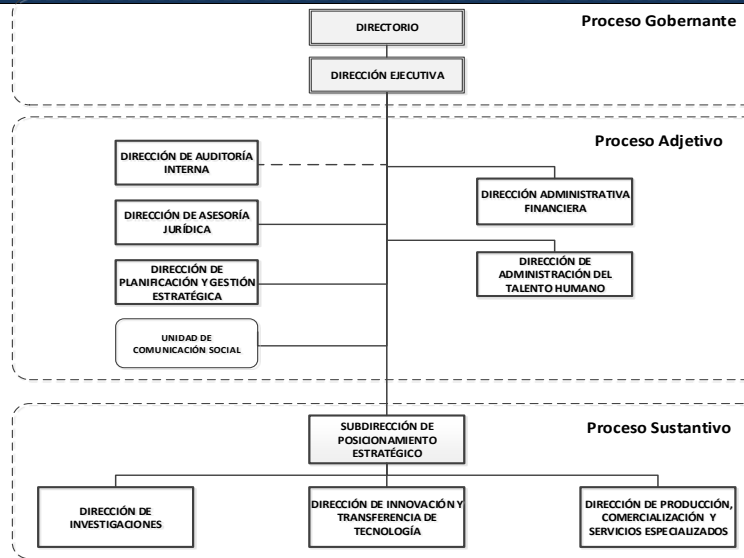 Proceso Gobernante
DIRECTORIO
DIRECCIÓN EJECUTIVA
Proceso Adjetivo
DIRECCIÓN DE AUDITORÍA
INTERNA
DIRECCIÓN ADMINISTRATIVA
FINANCIERA
DIRECCIÓN DE ASESORÍA
JURÍDICA
DIRECCIÓN DE
ADMINISTRACIÓN DEL
TALENTO HUMANO
DIRECCIÓN DE
PLANIFICACIÓN Y GESTIÓN
ESTRATÉGICA
UNIDAD DE
COMUNICACIÓN SOCIAL
Proceso Sustantivo
SUBDIRECCIÓN DE
POSICIONAMIENTO
ESTRATÉGICO
DIRECCIÓN DE
INVESTIGACIONES
DIRECCIÓN DE INNOVACIÓN Y
TRANSFERENCIA DE
TECNOLOGÍA
DIRECCIÓN DE PRODUCCIÓN,
COMERCIALIZACIÓN Y
SERVICIOS ESPECIALIZADOS